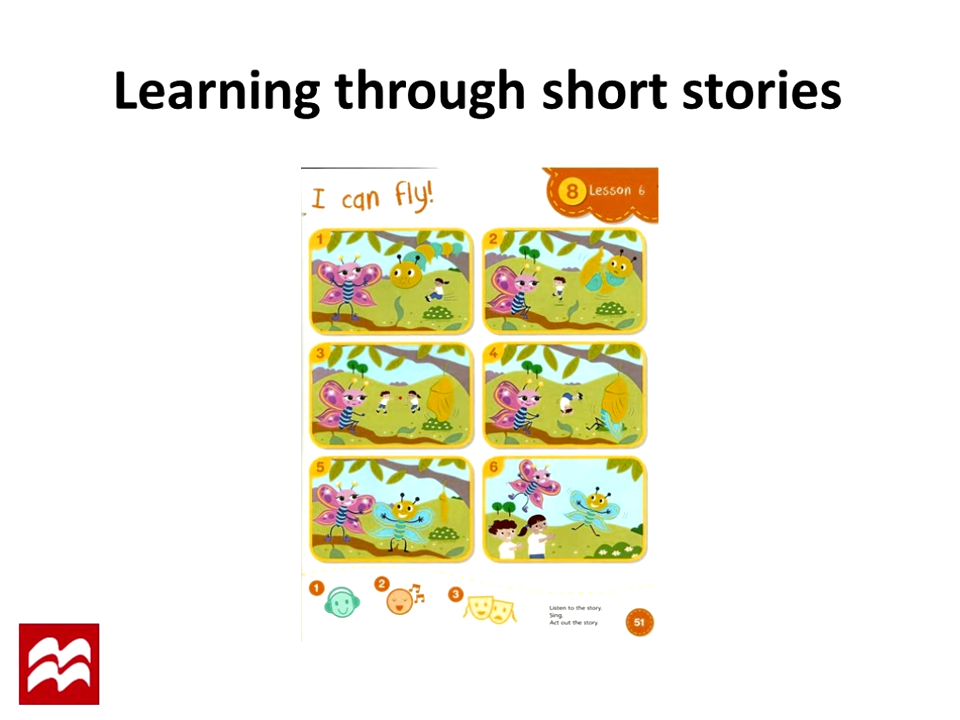 Learning through short stories
I can fly!
8 Lesson 6
1
2
3
4
5
6
1
2
3
Listen to the story.
Sing.
Act out the story.
51